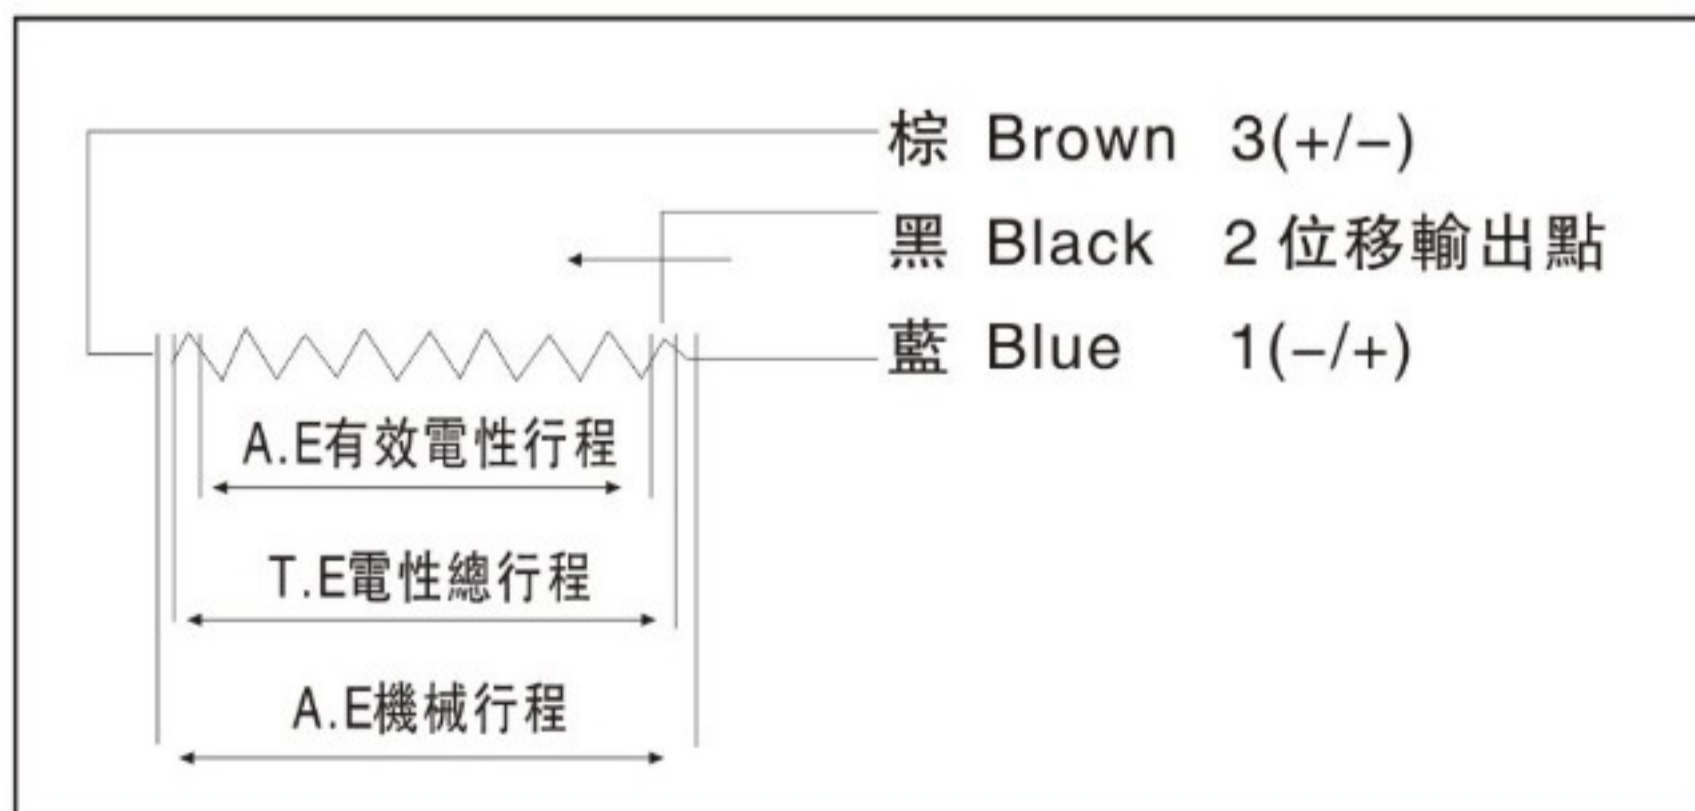 棕 Brown 3(+/−)
黑 Black 2 位移輸出點
藍 Blue 1(−/+)
A.E有效電性行程
T.E電性總行程
A.E機械行程